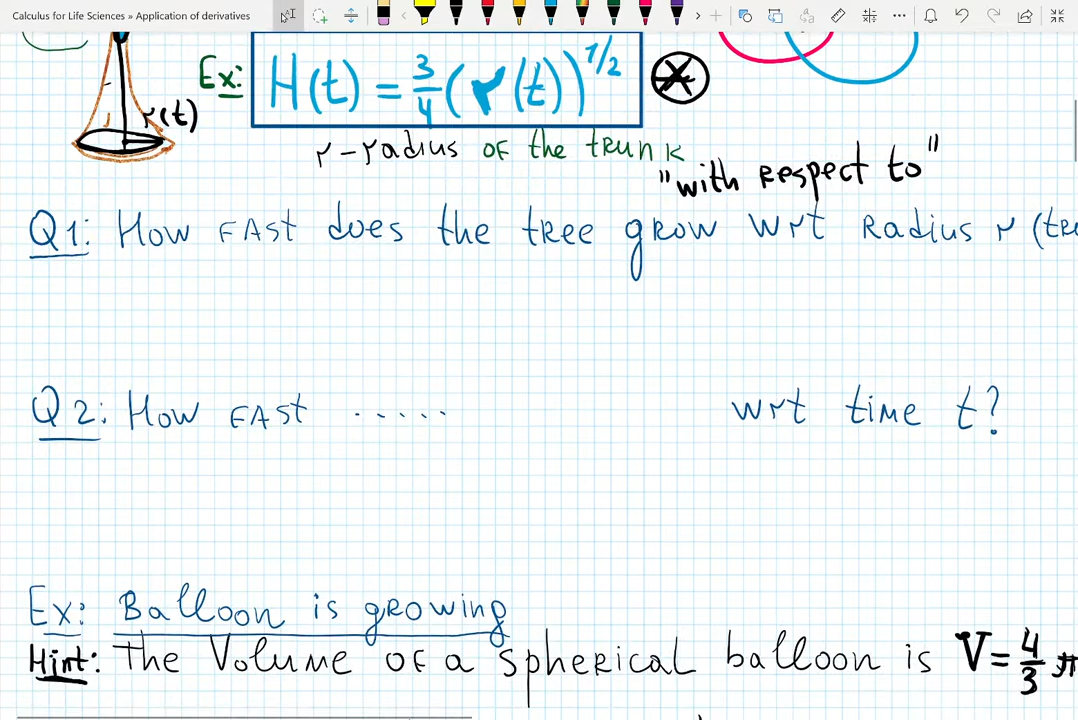 Calculus for Life Sciences » Application of derivatives
Ex: H(t) = 3/4 (r(t))^1/2 *
r(t)
r - radius OF the trunk
"with respect to"
Q1: How FAST does the tree grow wrt Radius r (tr
Q2: How FAST ..... wrt time t?
Ex: Balloon is growing
Hint: The Volume OF a spherical balloon is V = 4/3 π